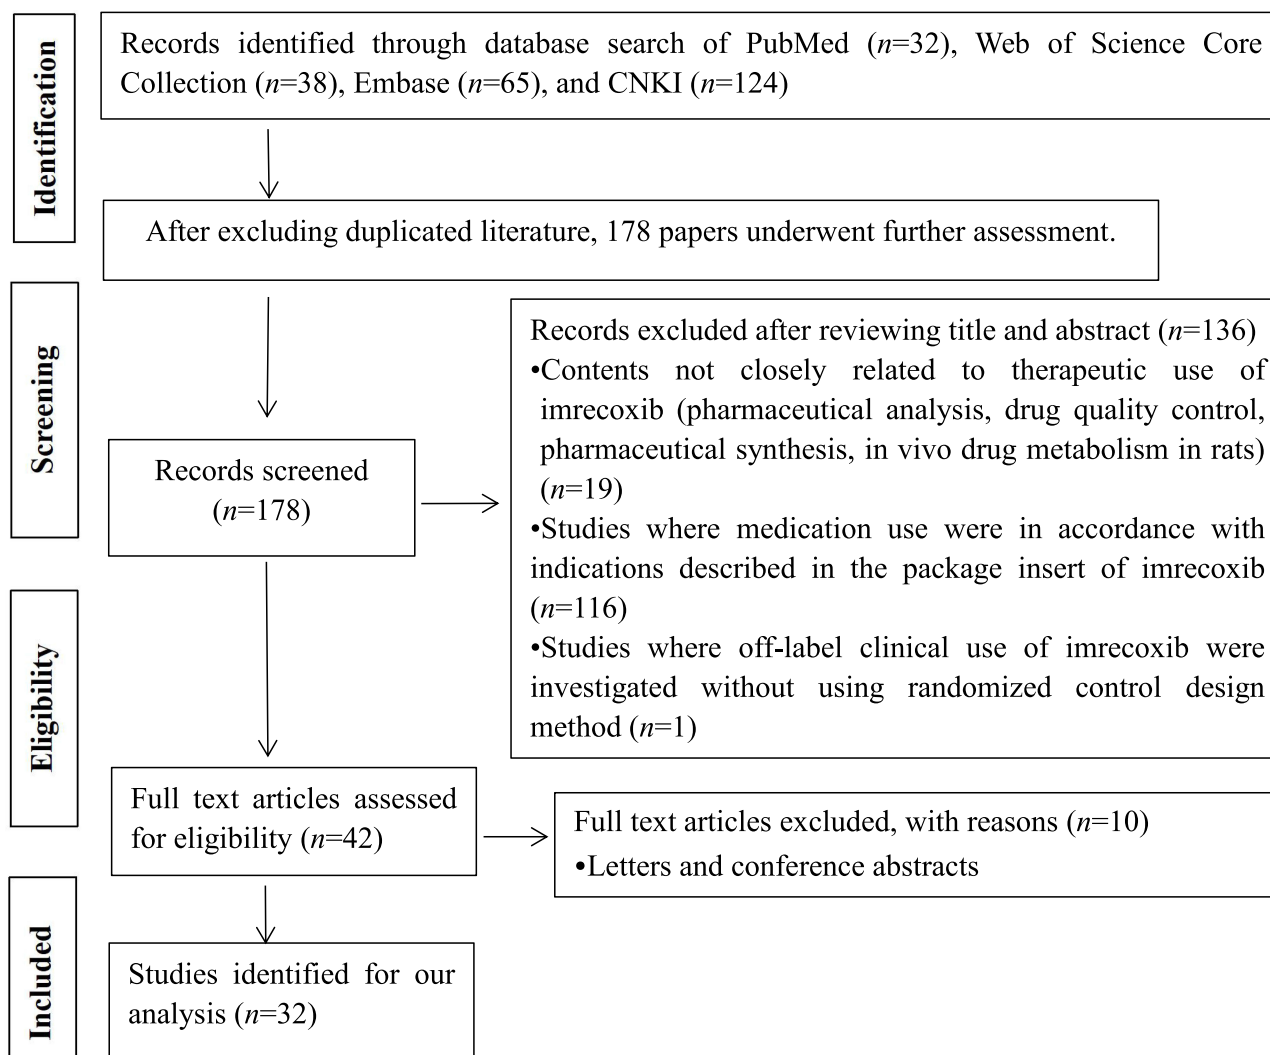 Identification
Records identified through database search of PubMed (n=32), Web of Science Core
Collection (n=38), Embase (n=65), and CNKI (n=124)
After excluding duplicated literature, 178 papers underwent further assessment.
Screening
Records screened
(n=178)
Records excluded after reviewing title and abstract (n=136)
•Contents not closely related to therapeutic use of
imrecoxib (pharmaceutical analysis, drug quality control,
pharmaceutical synthesis, in vivo drug metabolism in rats)
(n=19)
•Studies where medication use were in accordance with
indications described in the package insert of imrecoxib
(n=116)
•Studies where off-label clinical use of imrecoxib were
investigated without using randomized control design
method (n=1)
Eligibility
Full text articles assessed
for eligibility (n=42)
Full text articles excluded, with reasons (n=10)
•Letters and conference abstracts
Included
Studies identified for our
analysis (n=32)